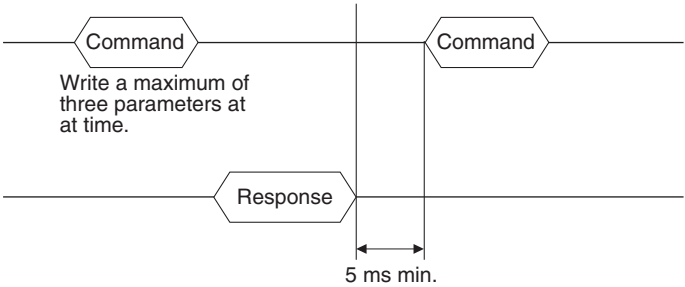 Command
Command
Write a maximum of
three parameters at
at time.
Response
5 ms min.